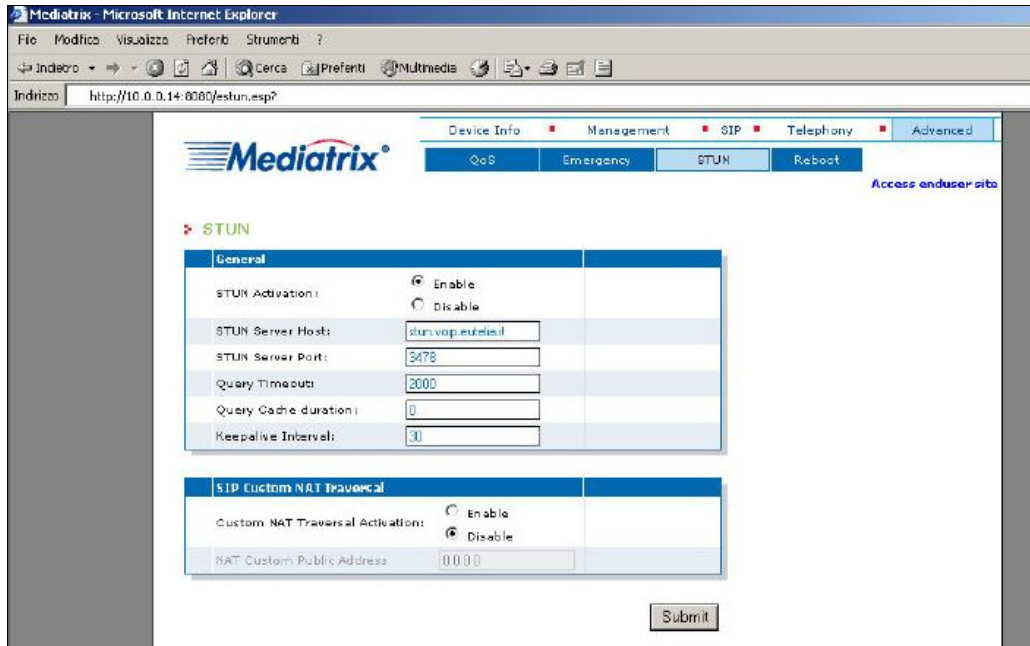 Mediatrix - Microsoft Internet Explorer
File Modifica Visualizza Preferiti Strumenti ?
Indietro Cerca Preferiti Multimedia
Indirizzo http://10.0.0.14:8080/estun.esp?
Mediatrix®
Device Info Management SIP Telephony Advanced
QoS Emergency STUN Reboot
Access enduser site
STUN
General
STUN Activation:
Enable
Disable
STUN Server Host: stun.voip.eutelia.it
STUN Server Port: 3478
Query Timeout: 2000
Query Cache duration: 0
Keepalive Interval: 30
SIP Custom NAT Traversal
Custom NAT Traversal Activation:
Enable
Disable
NAT Custom Public Address 0.0.0.0
Submit